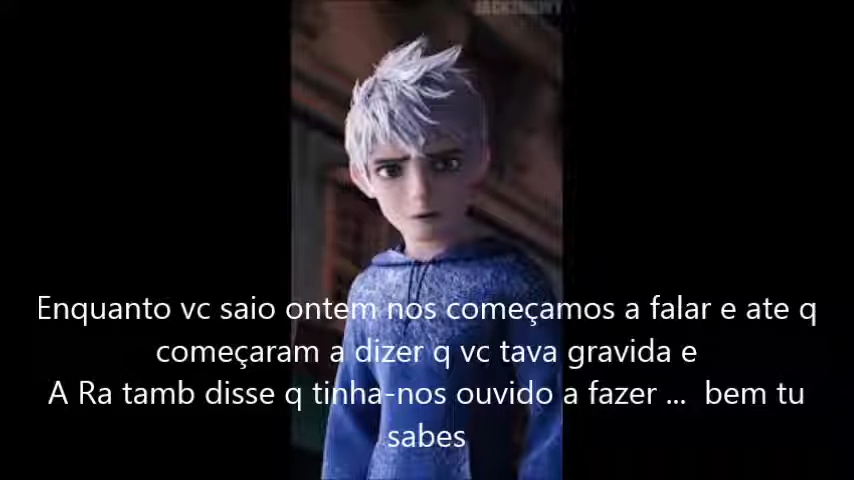 JACKSNOWY
Enquanto vc saio ontem nos começamos a falar e ate q
começaram a dizer q vc tava gravida e
A Ra tamb disse q tinha-nos ouvido a fazer ...  bem tu
sabes